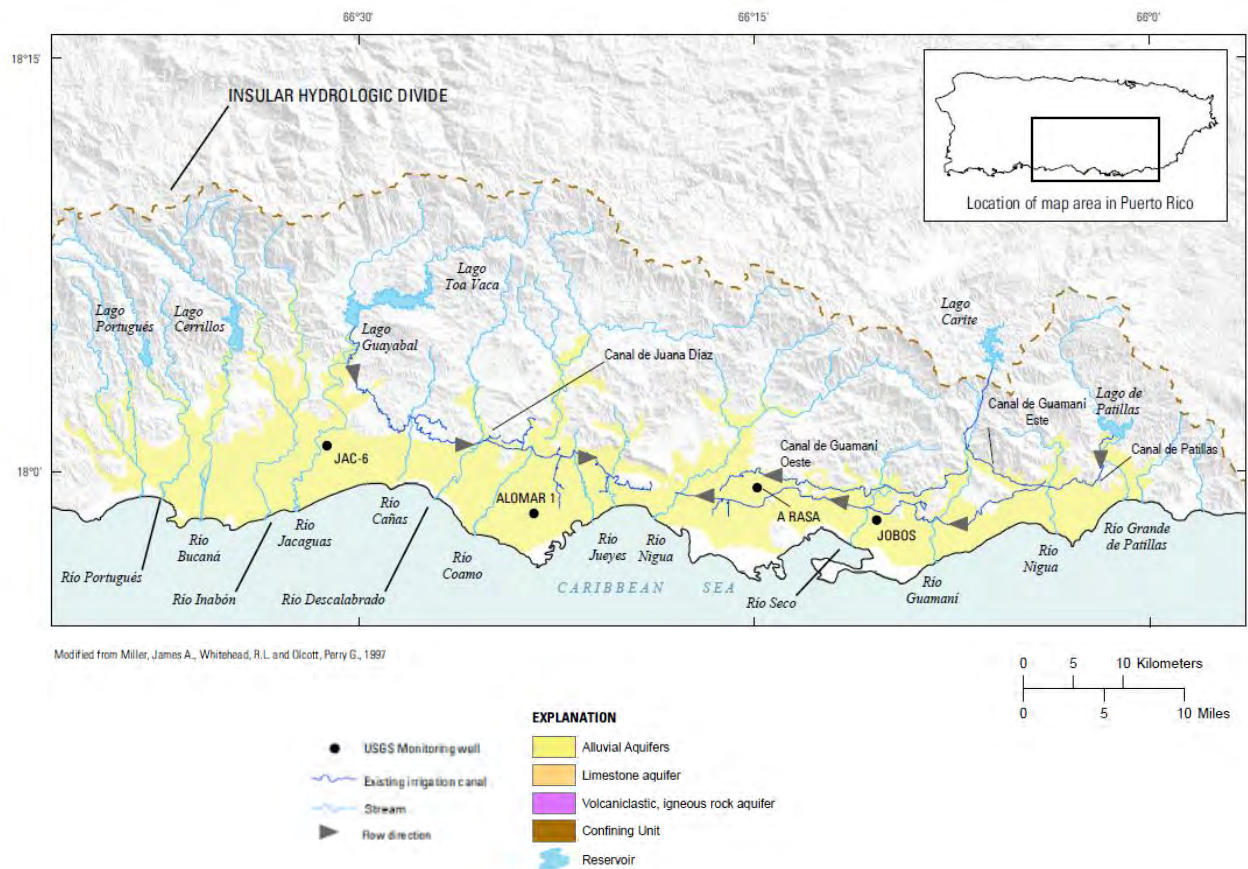 66°30'
66°15'
66°0'
18°15'
INSULAR HYDROLOGIC DIVIDE
Location of map area in Puerto Rico
Lago
Toa Vaca
Lago
Portugués
Lago
Cerrillos
Lago
Guayabal
Lago
Carite
Canal de Juana Díaz
Canal de Guamani
Este
Lago de
Patillas
Canal de Guamani
Oeste
Canal de Patillas
18°0'
JAC-6
ALOMAR 1
A RASA
JOBOS
Río
Cañas
Río
Bucaná
Río
Jacaguas
Río
Coamo
Río
Jueyes
Río
Nigua
Río
Nigua
Río Grande
de Patillas
Río Portugués
Río Inabón
Río Descalabrado
CARIBBEAN SEA
Río Seco
Río
Guamaní
Modified from Miller, James A., Whitehead, R.L. and Olcott, Perry G., 1997
0 5 10 Kilometers
0 5 10 Miles
EXPLANATION
USGS Monitoring well
Existing irrigation canal
Stream
Flow direction
Alluvial Aquifers
Limestone aquifer
Volcaniclastic, igneous rock aquifer
Confining Unit
Reservoir